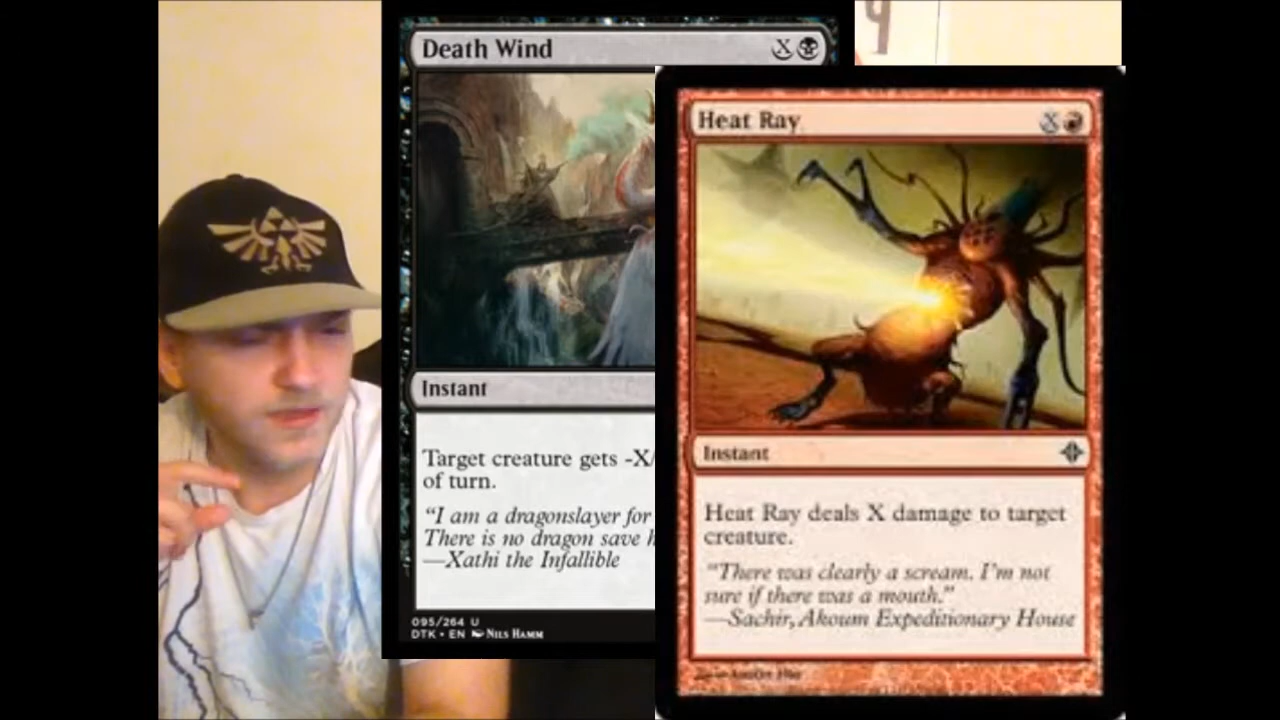 Death Wind
X
Instant
Target creature gets -X/
of turn.
"I am a dragonslayer for
There is no dragon save h
—Xathi the Infallible
095/264 U
DTK • EN Nils Hamm
Heat Ray
X
Instant
Heat Ray deals X damage to target
creature.
"There was clearly a scream. I'm not
sure if there was a mouth."
—Sachir, Akoum Expeditionary House